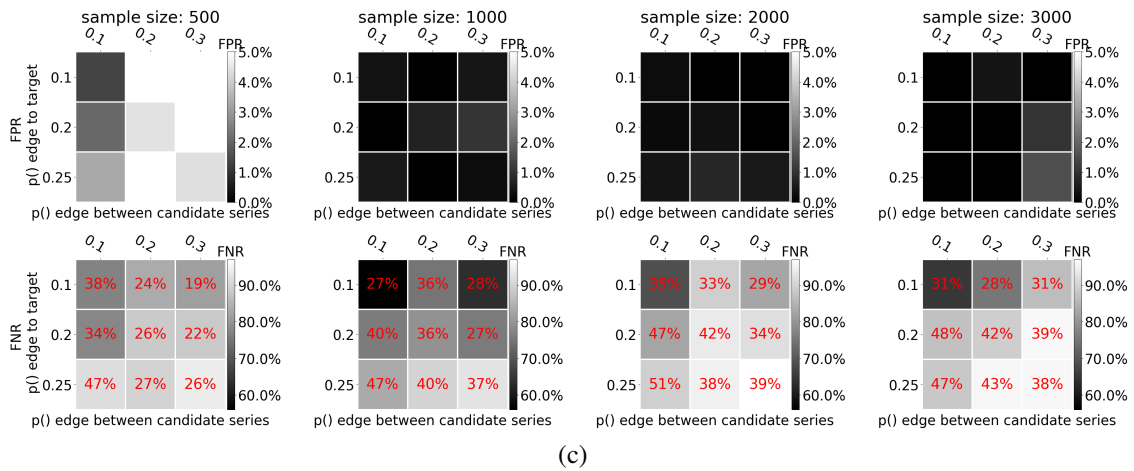 sample size: 500
sample size: 1000
sample size: 2000
sample size: 3000
0.1 0.2 0.3 FPR
0.1 0.2 0.3 FPR
0.1 0.2 0.3 FPR
0.1 0.2 0.3 FPR
FPR
p() edge to target
0.1
0.2
0.25
5.0%
4.0%
3.0%
2.0%
1.0%
0.0%
5.0%
4.0%
3.0%
2.0%
1.0%
0.0%
5.0%
4.0%
3.0%
2.0%
1.0%
0.0%
5.0%
4.0%
3.0%
2.0%
1.0%
0.0%
0.1
0.2
0.25
0.1
0.2
0.25
0.1
0.2
0.25
p() edge between candidate series
p() edge between candidate series
p() edge between candidate series
p() edge between candidate series
0.1 0.2 0.3 FNR
0.1 0.2 0.3 FNR
0.1 0.2 0.3 FNR
0.1 0.2 0.3 FNR
FNR
p() edge to target
0.1 38% 24% 19%
0.2 34% 26% 22%
0.25 47% 27% 26%
90.0%
80.0%
70.0%
60.0%
0.1 27% 36% 28%
0.2 40% 36% 27%
0.25 47% 40% 37%
90.0%
80.0%
70.0%
60.0%
0.1 35% 33% 29%
0.2 47% 42% 34%
0.25 51% 38% 39%
90.0%
80.0%
70.0%
60.0%
0.1 31% 28% 31%
0.2 48% 42% 39%
0.25 47% 43% 38%
90.0%
80.0%
70.0%
60.0%
p() edge between candidate series
p() edge between candidate series
p() edge between candidate series
p() edge between candidate series
(c)